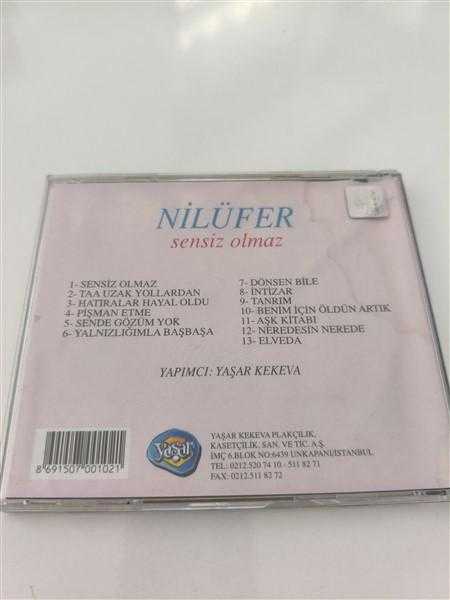 NİLÜFER
sensiz olmaz
1- SENSİZ OLMAZ
2- TAA UZAK YOLLARDAN
3- HATIRALAR HAYAL OLDU
4- PİŞMAN ETME
5- SENDE GÖZÜM YOK
6- YALNIZLIĞIMLA BAŞBAŞA
7- DÖNSEN BİLE
8- İNTİZAR
9- TANRIM
10- BENİM İÇİN ÖLDÜN ARTIK
11- AŞK KİTABI
12- NEREDESİN NEREDE
13- ELVEDA
YAPIMCI: YAŞAR KEKEVA
yaşar
YAŞAR KEKEVA PLAKÇILIK,
KASETÇİLİK, SAN. VE TİC. A.Ş.
İMÇ 6.BLOK NO:6439 UNKAPANI/İSTANBUL
TEL: 0212.520 74 10.- 511 82 71
FAX: 0212.511 82 72
8 691507 001021